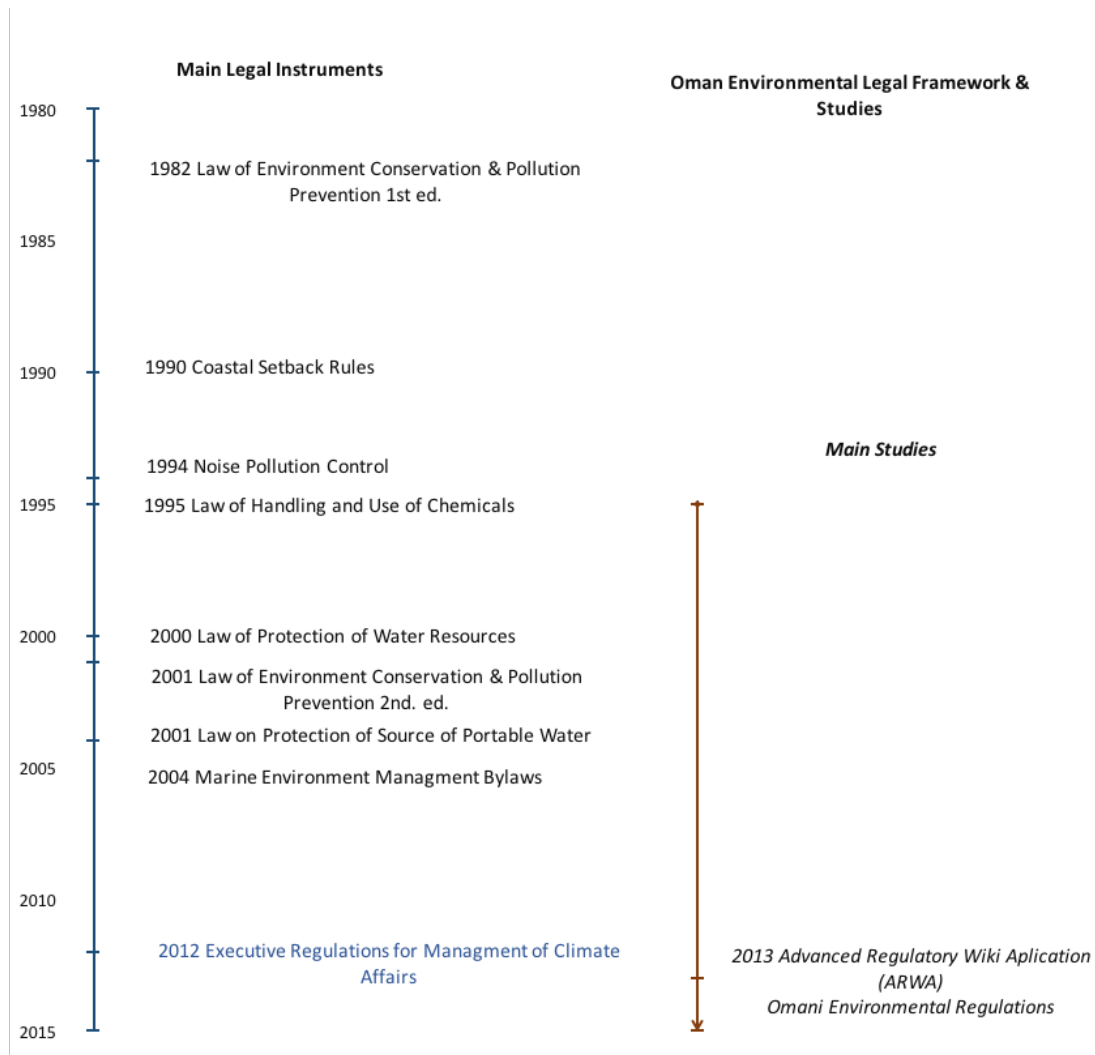 Main Legal Instruments
Oman Environmental Legal Framework &
Studies
1980
1982 Law of Environment Conservation & Pollution
Prevention 1st ed.
1985
1990
1990 Coastal Setback Rules
Main Studies
1994 Noise Pollution Control
1995
1995 Law of Handling and Use of Chemicals
2000
2000 Law of Protection of Water Resources
2001 Law of Environment Conservation & Pollution
Prevention 2nd. ed.
2001 Law on Protection of Source of Portable Water
2005
2004 Marine Environment Managment Bylaws
2010
2012 Executive Regulations for Managment of Climate
Affairs
2013 Advanced Regulatory Wiki Aplication
(ARWA)
Omani Environmental Regulations
2015